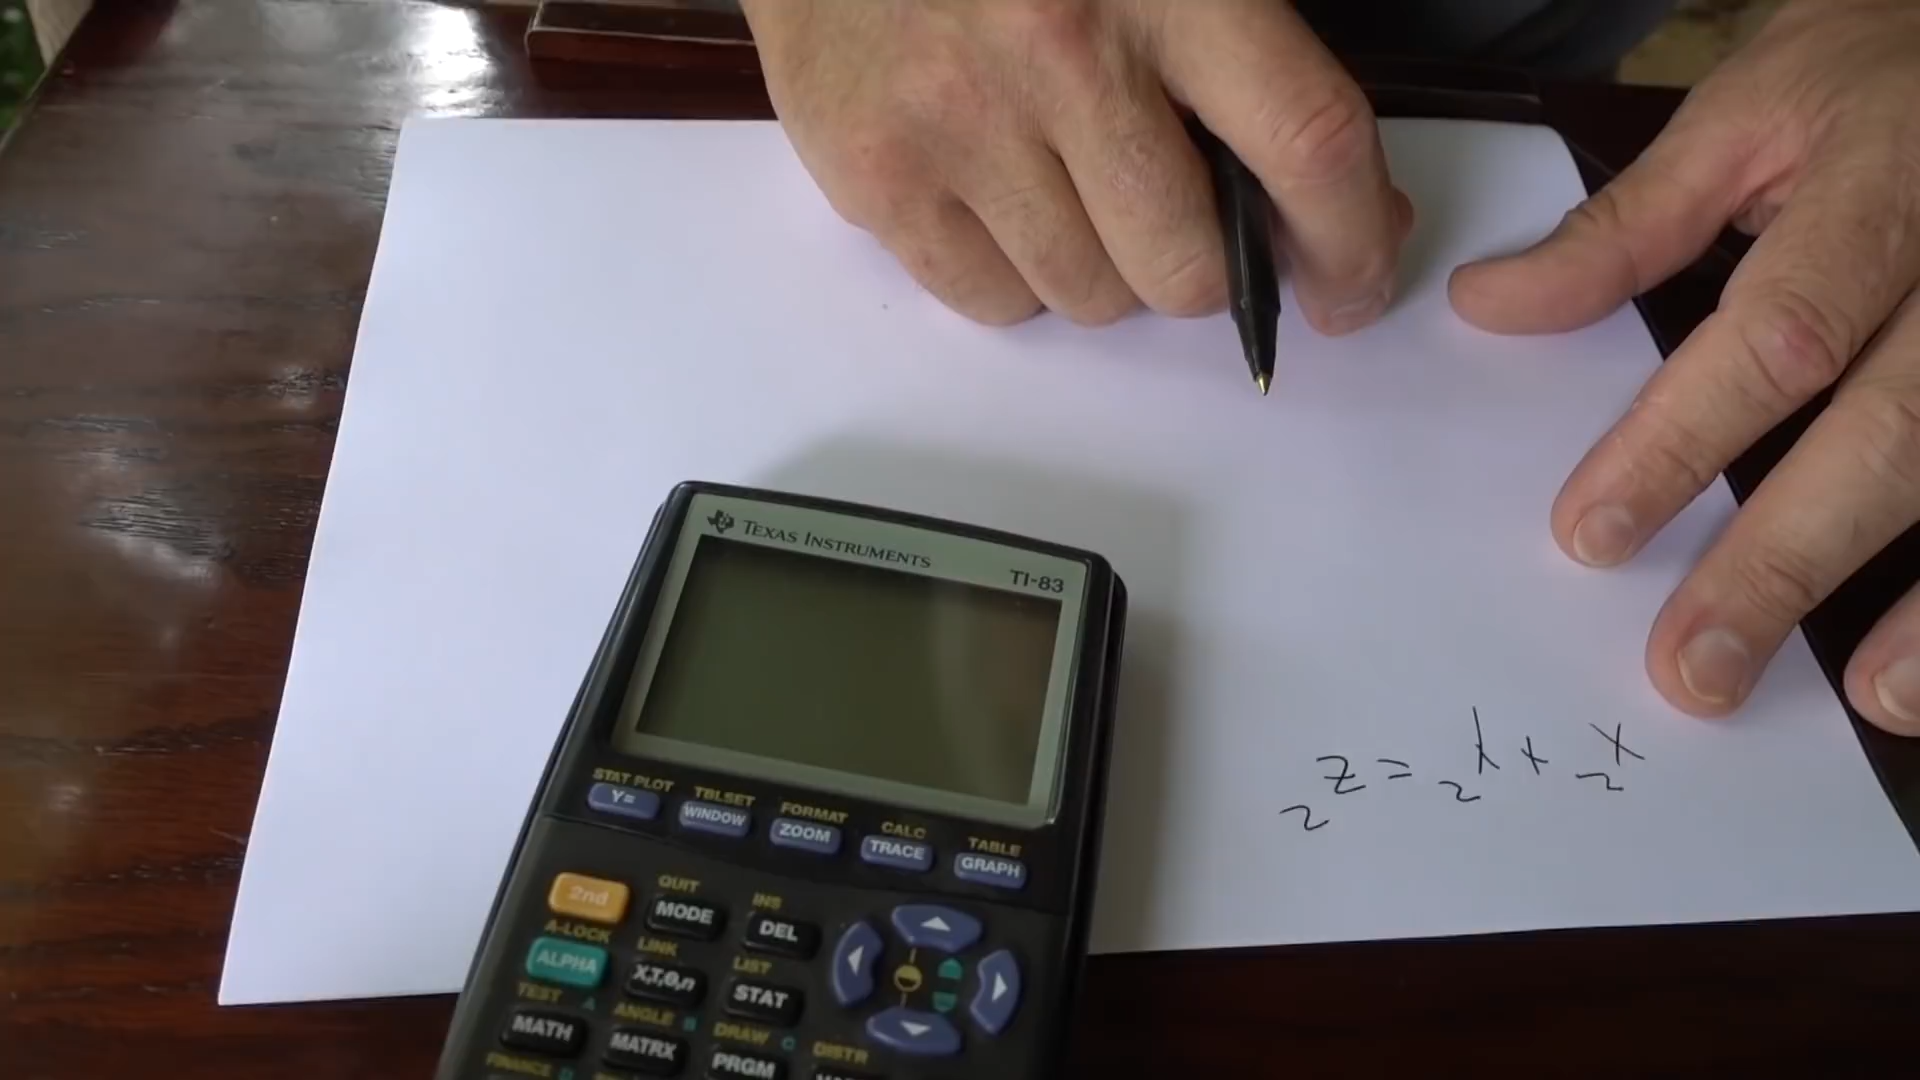 TEXAS INSTRUMENTS
TI-83
STAT PLOT TBLSET FORMAT CALC TABLE
Y= WINDOW ZOOM TRACE GRAPH
QUIT INS
2nd MODE DEL
A-LOCK LINK LIST
ALPHA X,T,θ,n STAT
TEST A ANGLE B DRAW C DISTR
MATH MATRX PRGM
FINANCE D
x² + y² = z²